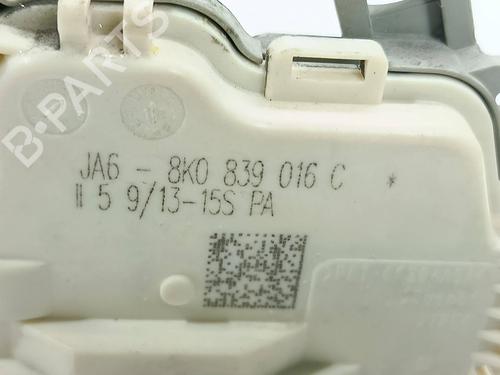 B-PARTS
JA6 - 8K0 839 016 C *
II 5 9/13-15S PA